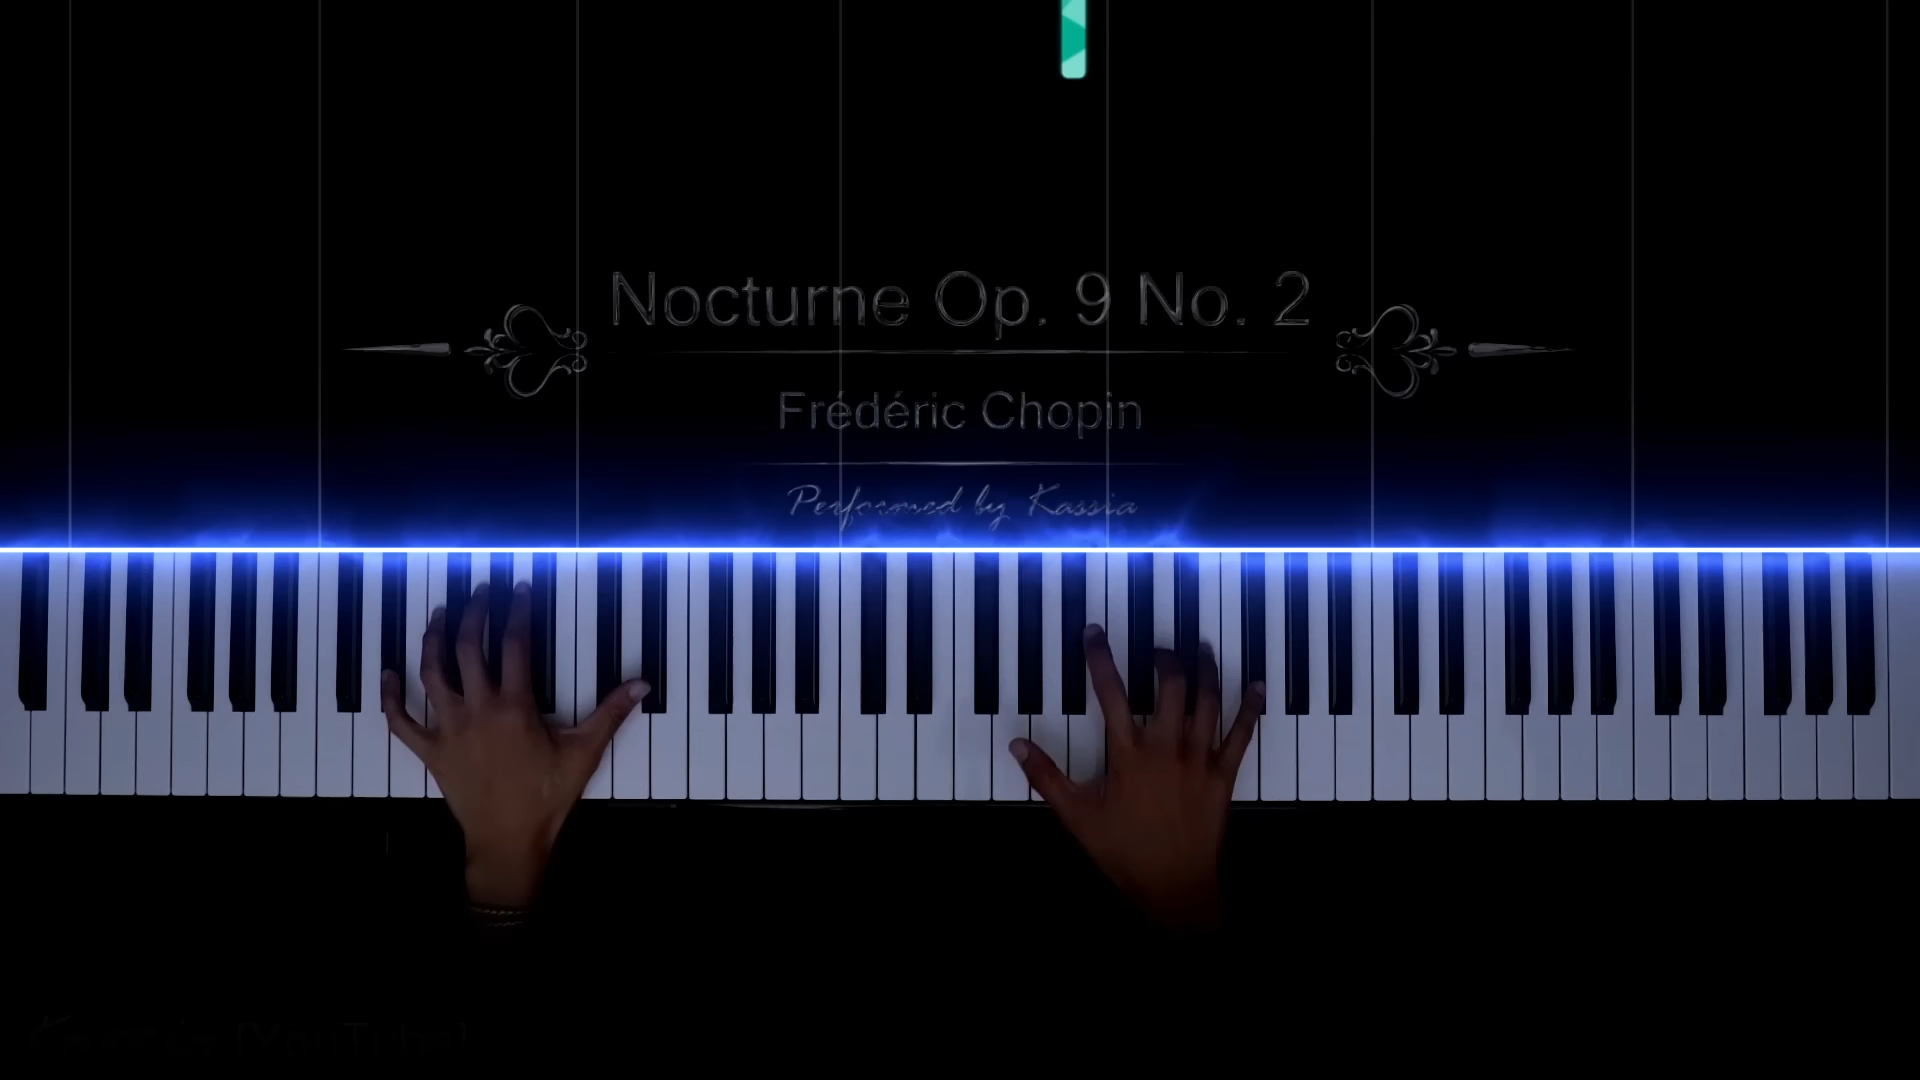 Nocturne Op. 9 No. 2
Frédéric Chopin
Performed by Kassia